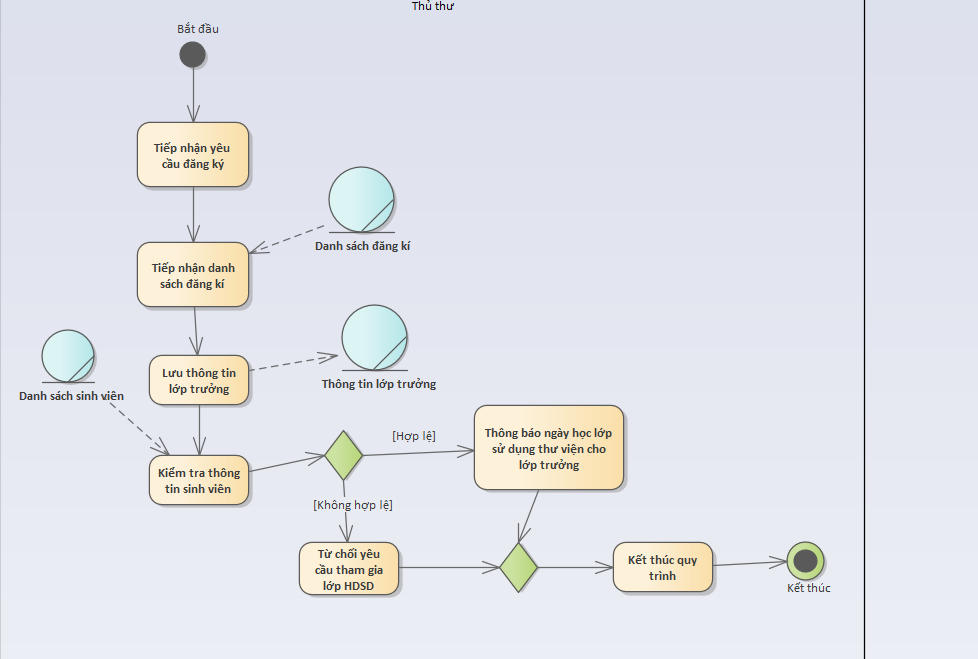 Thủ thư
Bắt đầu
Tiếp nhận yêu
cầu đăng ký
Tiếp nhận danh
sách đăng kí
Danh sách đăng kí
Lưu thông tin
lớp trưởng
Thông tin lớp trưởng
Danh sách sinh viên
Kiểm tra thông
tin sinh viên
[Hợp lệ]
Thông báo ngày học lớp
sử dụng thư viện cho
lớp trưởng
[Không hợp lệ]
Từ chối yêu
cầu tham gia
lớp HDSD
Kết thúc quy
trình
Kết thúc